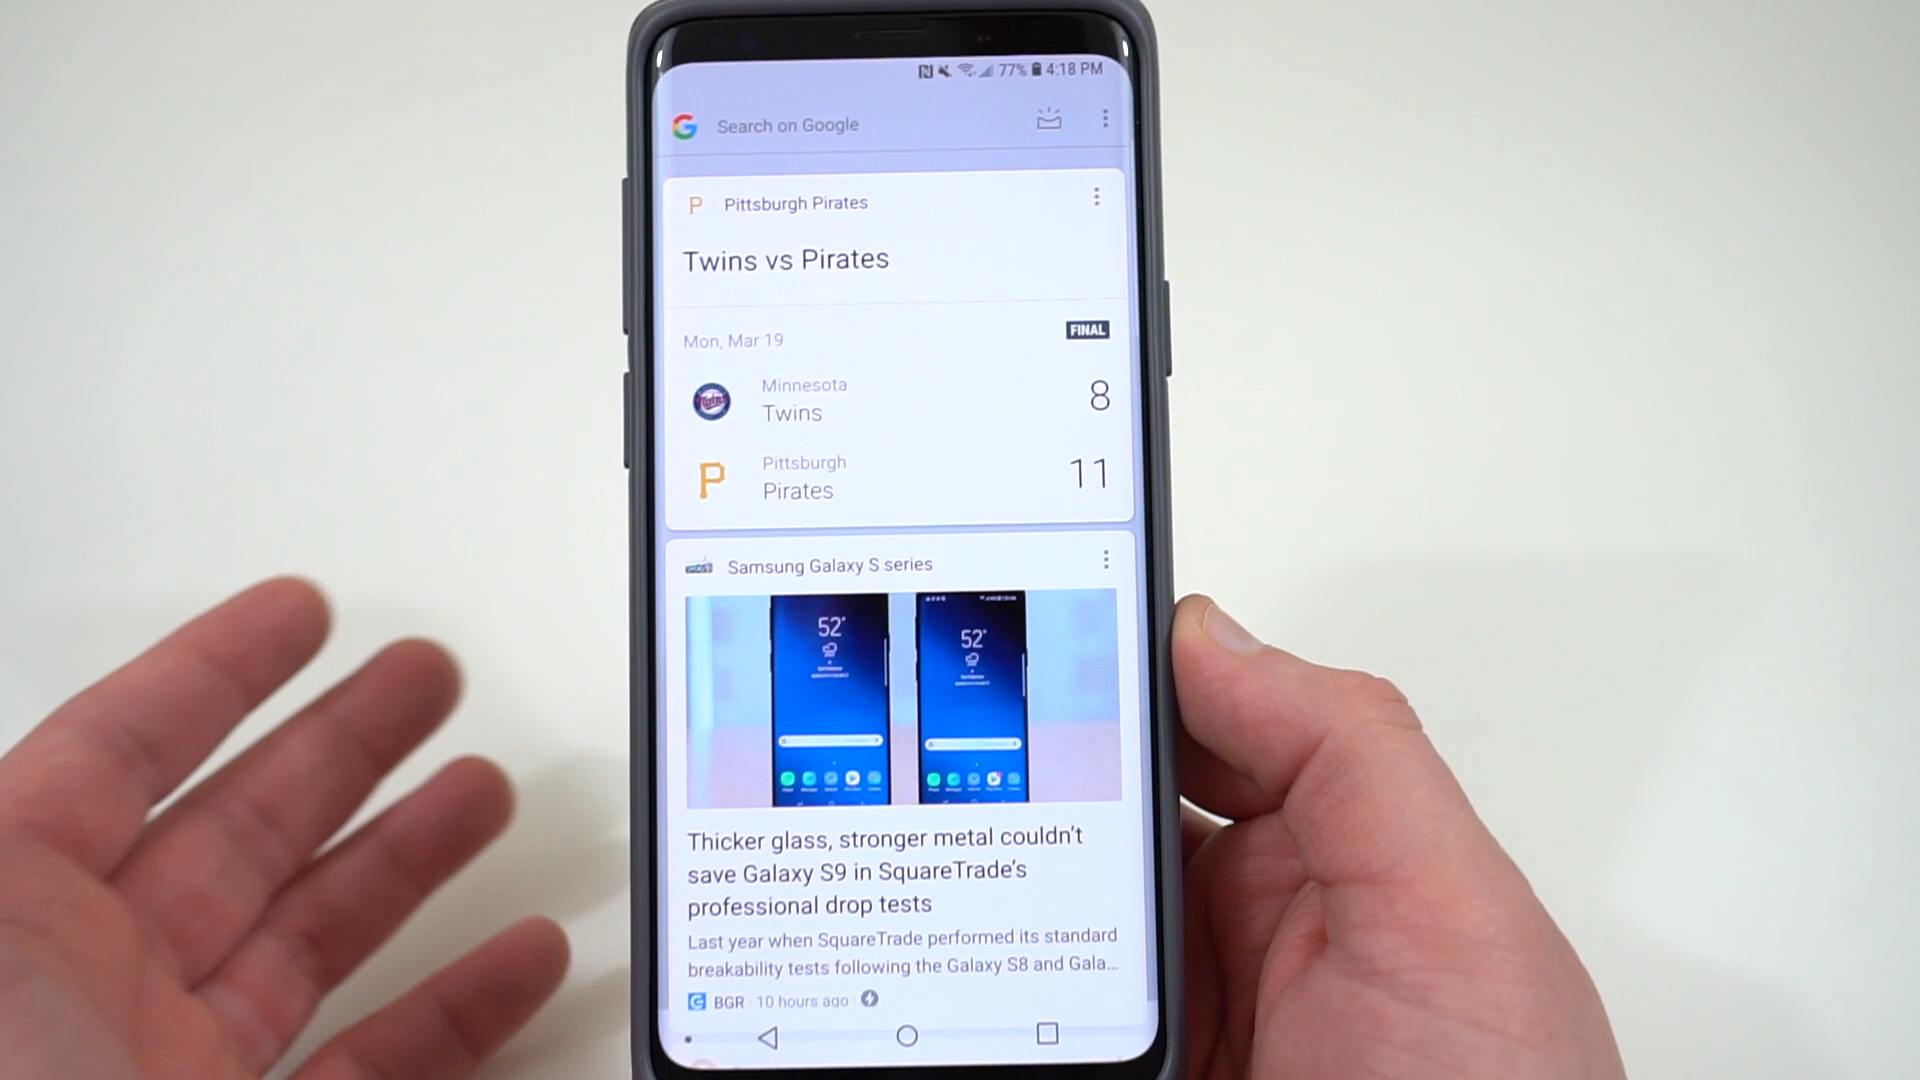 77% 4:18 PM
Search on Google
Pittsburgh Pirates
Twins vs Pirates
Mon, Mar 19
FINAL
Minnesota
Twins
8
Pittsburgh
Pirates
11
Samsung Galaxy S series
52°
52°
Thicker glass, stronger metal couldn't
save Galaxy S9 in SquareTrade's
professional drop tests
Last year when SquareTrade performed its standard
breakability tests following the Galaxy S8 and Gala...
BGR · 10 hours ago ·